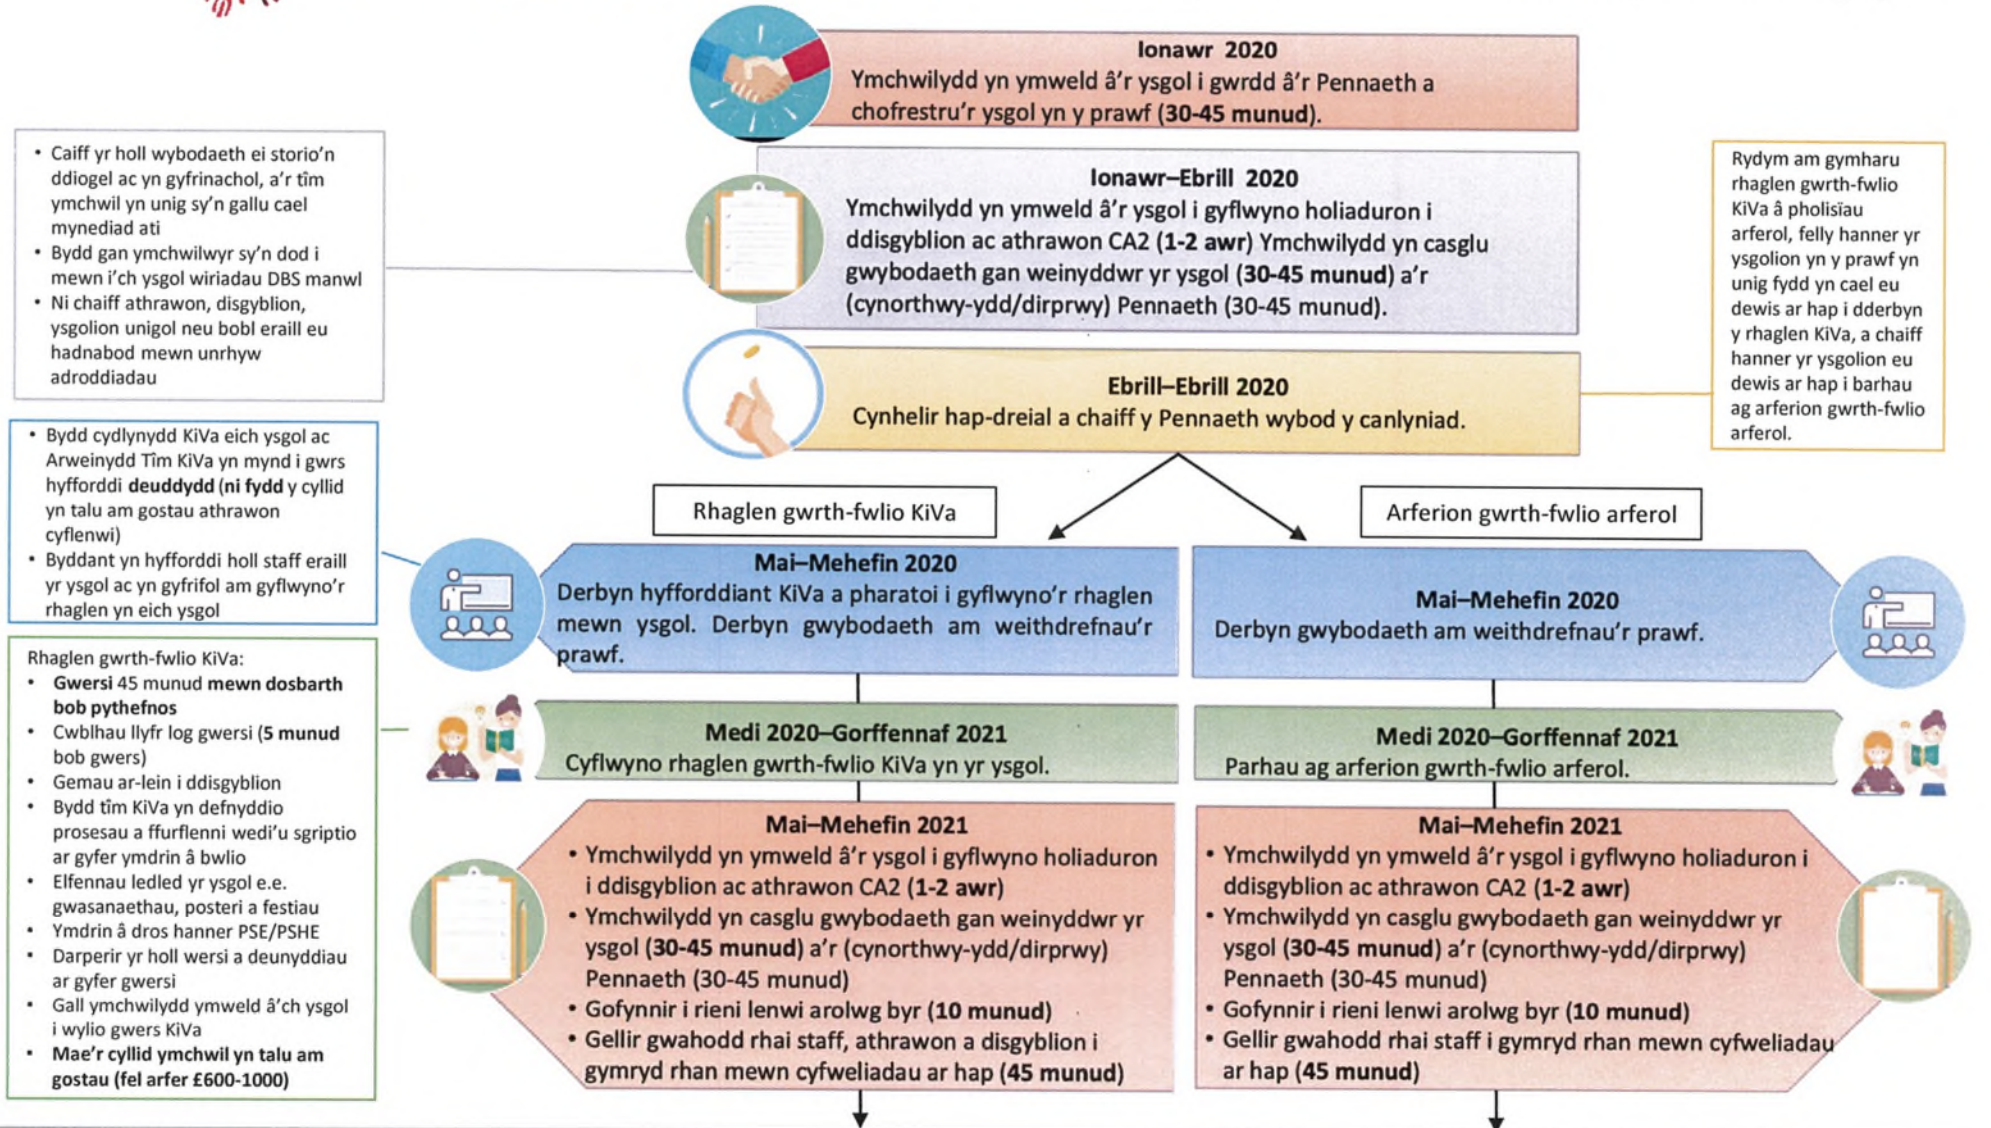 Ionawr 2020
Ymchwilydd yn ymweld â'r ysgol i gwrdd â'r Pennaeth a
chofrestru'r ysgol yn y prawf (30-45 munud).
• Caiff yr holl wybodaeth ei storio'n
ddiogel ac yn gyfrinachol, a'r tîm
ymchwil yn unig sy'n gallu cael
mynediad ati
• Bydd gan ymchwilwyr sy'n dod i
mewn i'ch ysgol wiriadau DBS manwl
• Ni chaiff athrawon, disgyblion,
ysgolion unigol neu bobl eraill eu
hadnabod mewn unrhyw
adroddiadau
Ionawr–Ebrill 2020
Ymchwilydd yn ymweld â'r ysgol i gyflwyno holiaduron i
ddisgyblion ac athrawon CA2 (1-2 awr) Ymchwilydd yn casglu
gwybodaeth gan weinyddwr yr ysgol (30-45 munud) a'r
(cynorthwy-ydd/dirprwy) Pennaeth (30-45 munud).
Rydym am gymharu
rhaglen gwrth-fwlio
KiVa â pholisïau
arferol, felly hanner yr
ysgolion yn y prawf yn
unig fydd yn cael eu
dewis ar hap i dderbyn
y rhaglen KiVa, a chaiff
hanner yr ysgolion eu
dewis ar hap i barhau
ag arferion gwrth-fwlio
arferol.
Ebrill–Ebrill 2020
Cynhelir hap-dreial a chaiff y Pennaeth wybod y canlyniad.
• Bydd cydlynydd KiVa eich ysgol ac
Arweinydd Tîm KiVa yn mynd i gwrs
hyfforddi deuddydd (ni fydd y cyllid
yn talu am gostau athrawon
cyflenwi)
• Byddant yn hyfforddi holl staff eraill
yr ysgol ac yn gyfrifol am gyflwyno'r
rhaglen yn eich ysgol
Rhaglen gwrth-fwlio KiVa
Arferion gwrth-fwlio arferol
Mai–Mehefin 2020
Derbyn hyfforddiant KiVa a pharatoi i gyflwyno'r rhaglen
mewn ysgol. Derbyn gwybodaeth am weithdrefnau'r
prawf.
Mai–Mehefin 2020
Derbyn gwybodaeth am weithdrefnau'r prawf.
Rhaglen gwrth-fwlio KiVa:
• Gwersi 45 munud mewn dosbarth
bob pythefnos
• Cwblhau llyfr log gwersi (5 munud
bob gwers)
• Gemau ar-lein i ddisgyblion
• Bydd tîm KiVa yn defnyddio
prosesau a ffurflenni wedi'u sgriptio
ar gyfer ymdrin â bwlio
• Elfennau ledled yr ysgol e.e.
gwasanaethau, posteri a festiau
• Ymdrin â dros hanner PSE/PSHE
• Darperir yr holl wersi a deunyddiau
ar gyfer gwersi
• Gall ymchwilydd ymweld â'ch ysgol
i wylio gwers KiVa
• Mae'r cyllid ymchwil yn talu am
gostau (fel arfer £600-1000)
Medi 2020–Gorffennaf 2021
Cyflwyno rhaglen gwrth-fwlio KiVa yn yr ysgol.
Medi 2020–Gorffennaf 2021
Parhau ag arferion gwrth-fwlio arferol.
Mai–Mehefin 2021
• Ymchwilydd yn ymweld â'r ysgol i gyflwyno holiaduron
i ddisgyblion ac athrawon CA2 (1-2 awr)
• Ymchwilydd yn casglu gwybodaeth gan weinyddwr yr
ysgol (30-45 munud) a'r (cynorthwy-ydd/dirprwy)
Pennaeth (30-45 munud)
• Gofynnir i rieni lenwi arolwg byr (10 munud)
• Gellir gwahodd rhai staff, athrawon a disgyblion i
gymryd rhan mewn cyfweliadau ar hap (45 munud)
Mai–Mehefin 2021
• Ymchwilydd yn ymweld â'r ysgol i gyflwyno holiaduron i
ddisgyblion ac athrawon CA2 (1-2 awr)
• Ymchwilydd yn casglu gwybodaeth gan weinyddwr yr
ysgol (30-45 munud) a'r (cynorthwy-ydd/dirprwy)
Pennaeth (30-45 munud)
• Gofynnir i rieni lenwi arolwg byr (10 munud)
• Gellir gwahodd rhai staff i gymryd rhan mewn cyfweliadau
ar hap (45 munud)